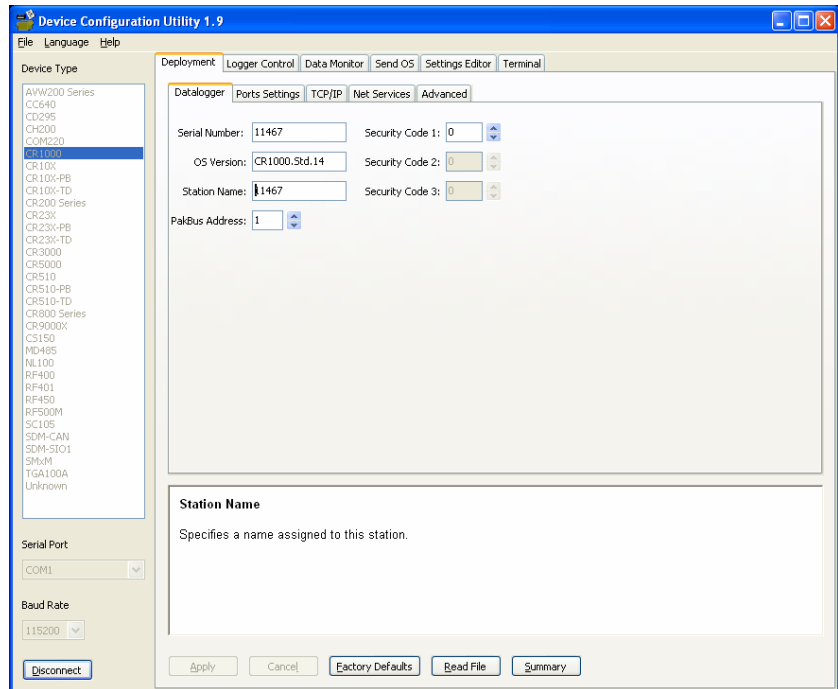 Device Configuration Utility 1.9
File Language Help
Device Type
AVW200 Series
CC640
CD295
CH200
COM220
CR1000
CR10X
CR10X-PB
CR10X-TD
CR200 Series
CR23X
CR23X-PB
CR23X-TD
CR3000
CR5000
CR510
CR510-PB
CR510-TD
CR800 Series
CR9000X
CS150
MD485
NL100
RF400
RF401
RF450
RF500M
SC105
SDM-CAN
SDM-SIO1
SMxM
TGA100A
Unknown
Serial Port
COM1
Baud Rate
115200
Disconnect
Deployment Logger Control Data Monitor Send OS Settings Editor Terminal
Datalogger Ports Settings TCP/IP Net Services Advanced
Serial Number: 11467 Security Code 1: 0
OS Version: CR1000.Std.14 Security Code 2: 0
Station Name: 11467 Security Code 3: 0
PakBus Address: 1
Station Name
Specifies a name assigned to this station.
Apply Cancel Factory Defaults Read File Summary